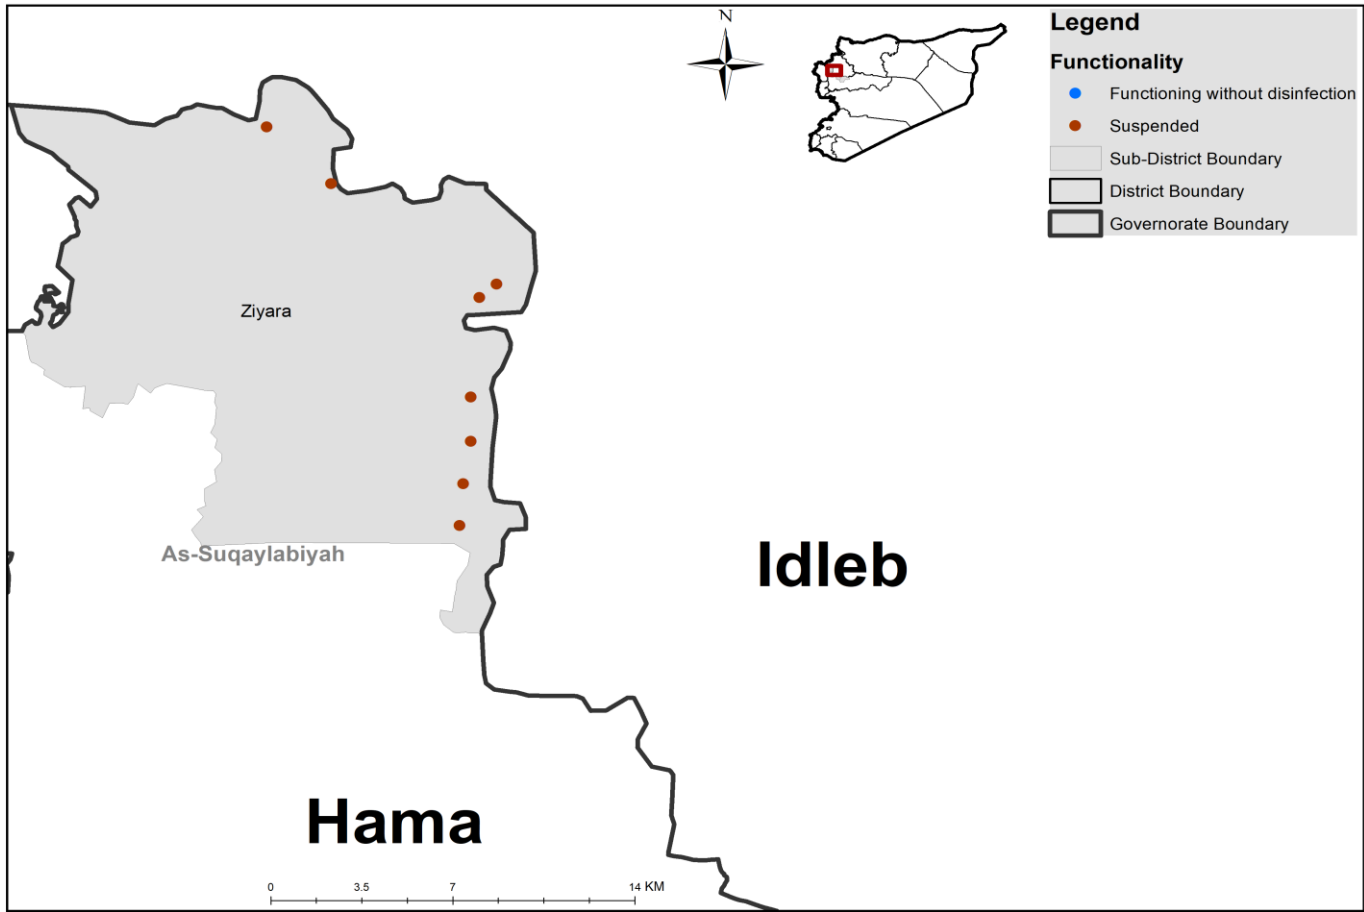 N
Legend
Functionality
Functioning without disinfection
Suspended
Sub-District Boundary
District Boundary
Governorate Boundary
Ziyara
As-Suqaylabiyah
Idleb
Hama
0 3.5 7 14 KM